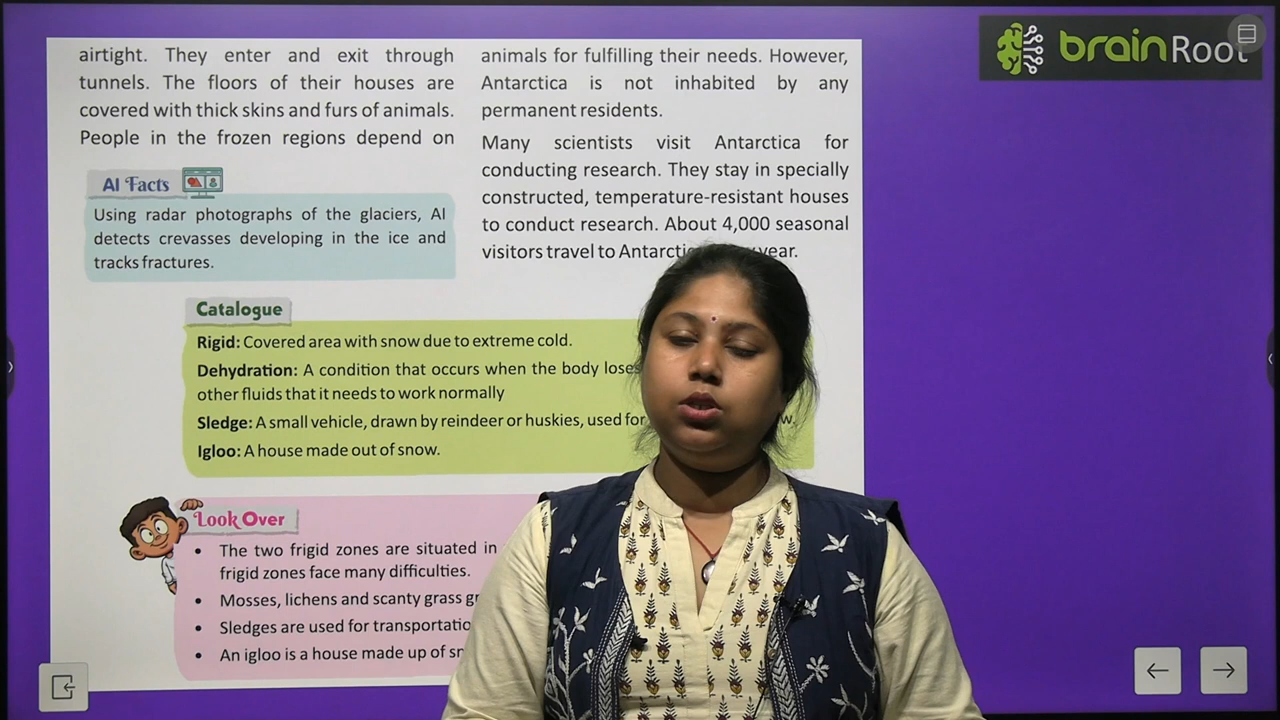 airtight. They enter and exit through
tunnels. The floors of their houses are
covered with thick skins and furs of animals.
People in the frozen regions depend on
AI Facts
Using radar photographs of the glaciers, AI
detects crevasses developing in the ice and
tracks fractures.
animals for fulfilling their needs. However,
Antarctica is not inhabited by any
permanent residents.
Many scientists visit Antarctica for
conducting research. They stay in specially
constructed, temperature-resistant houses
to conduct research. About 4,000 seasonal
visitors travel to year.
Catalogue
Rigid: Covered area with snow due to extreme cold.
Dehydration: A condition that occurs when the body loses
other fluids that it needs to work normally
Sledge: A small vehicle, drawn by reindeer or huskies, used for
Igloo: A house made out of snow.
Look Over
• The two frigid zones are situated in
frigid zones face many difficulties.
• Mosses, lichens and scanty grass
• Sledges are used for
• An igloo is a house made up of
brainRoot